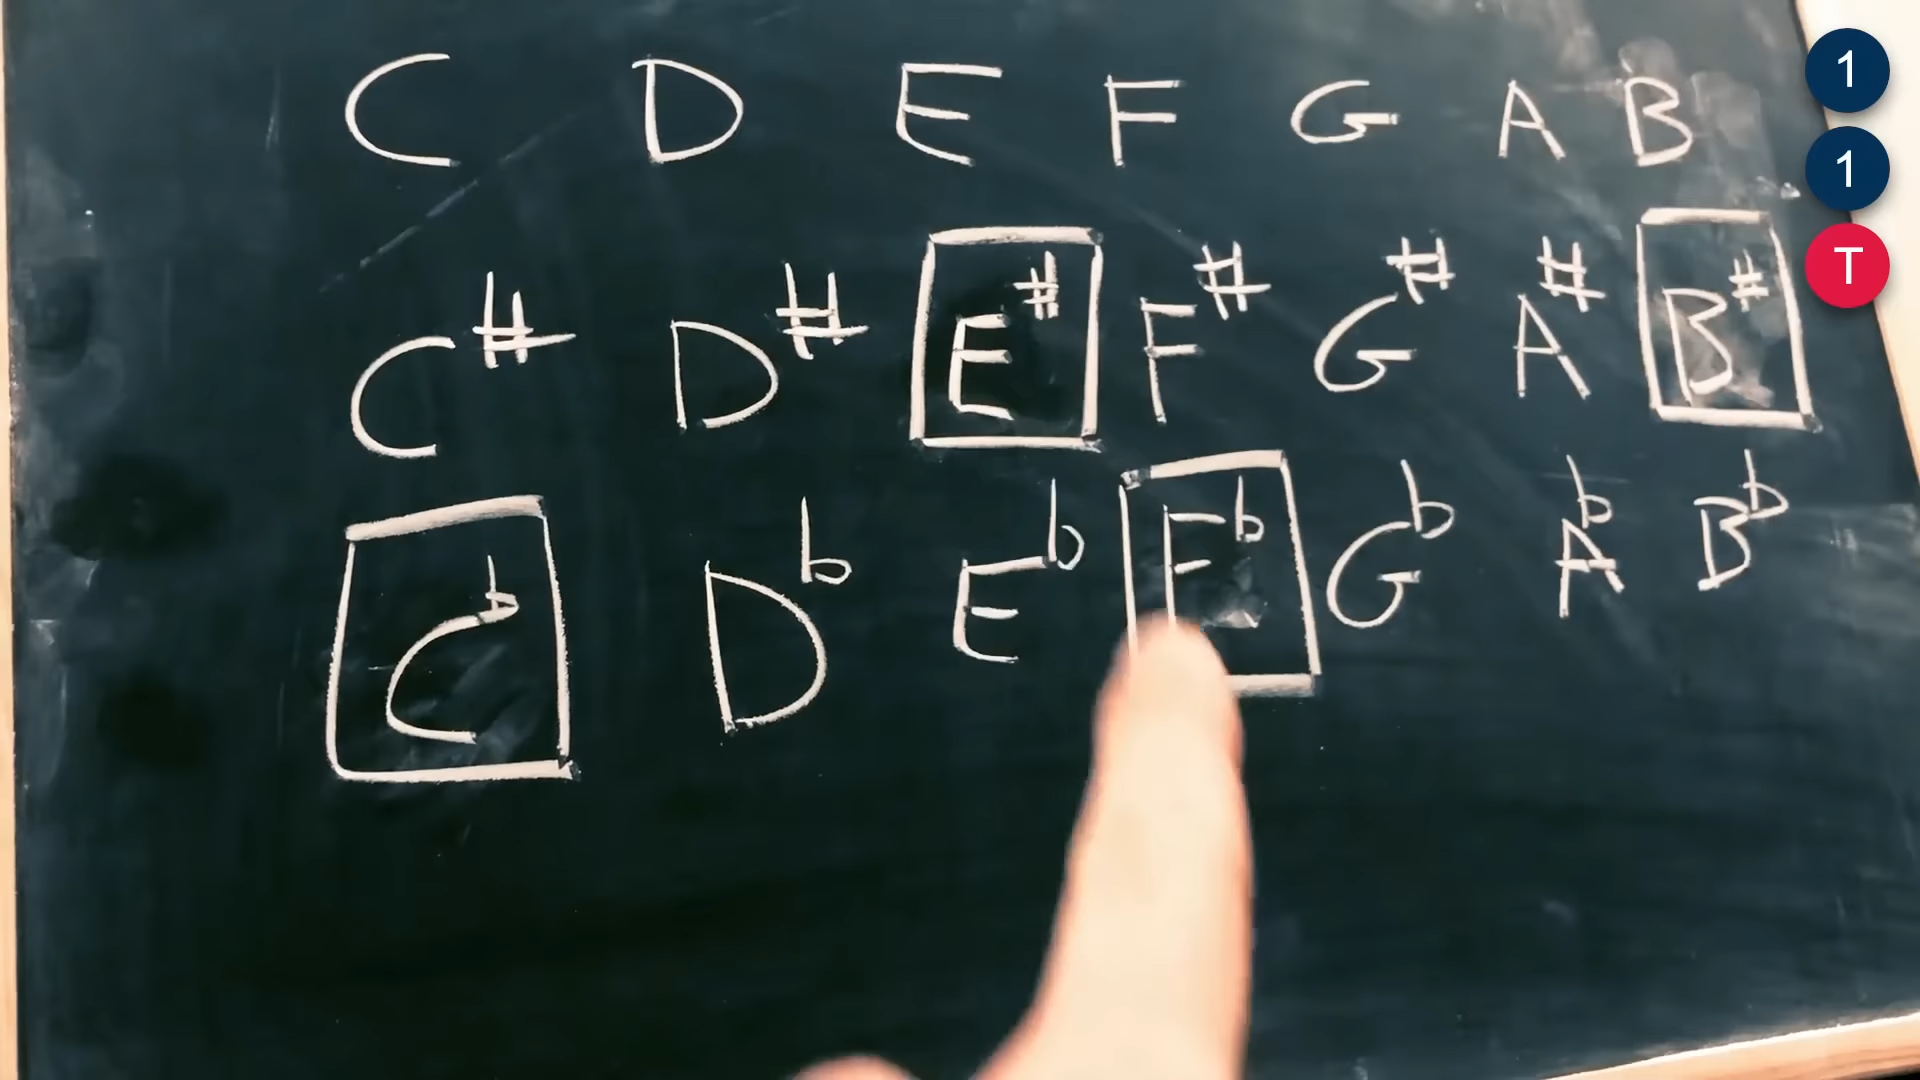 C D E F G A B
C# D# E# F# G# A# B#
Cb Db Eb Fb Gb Ab Bb
1
1
T